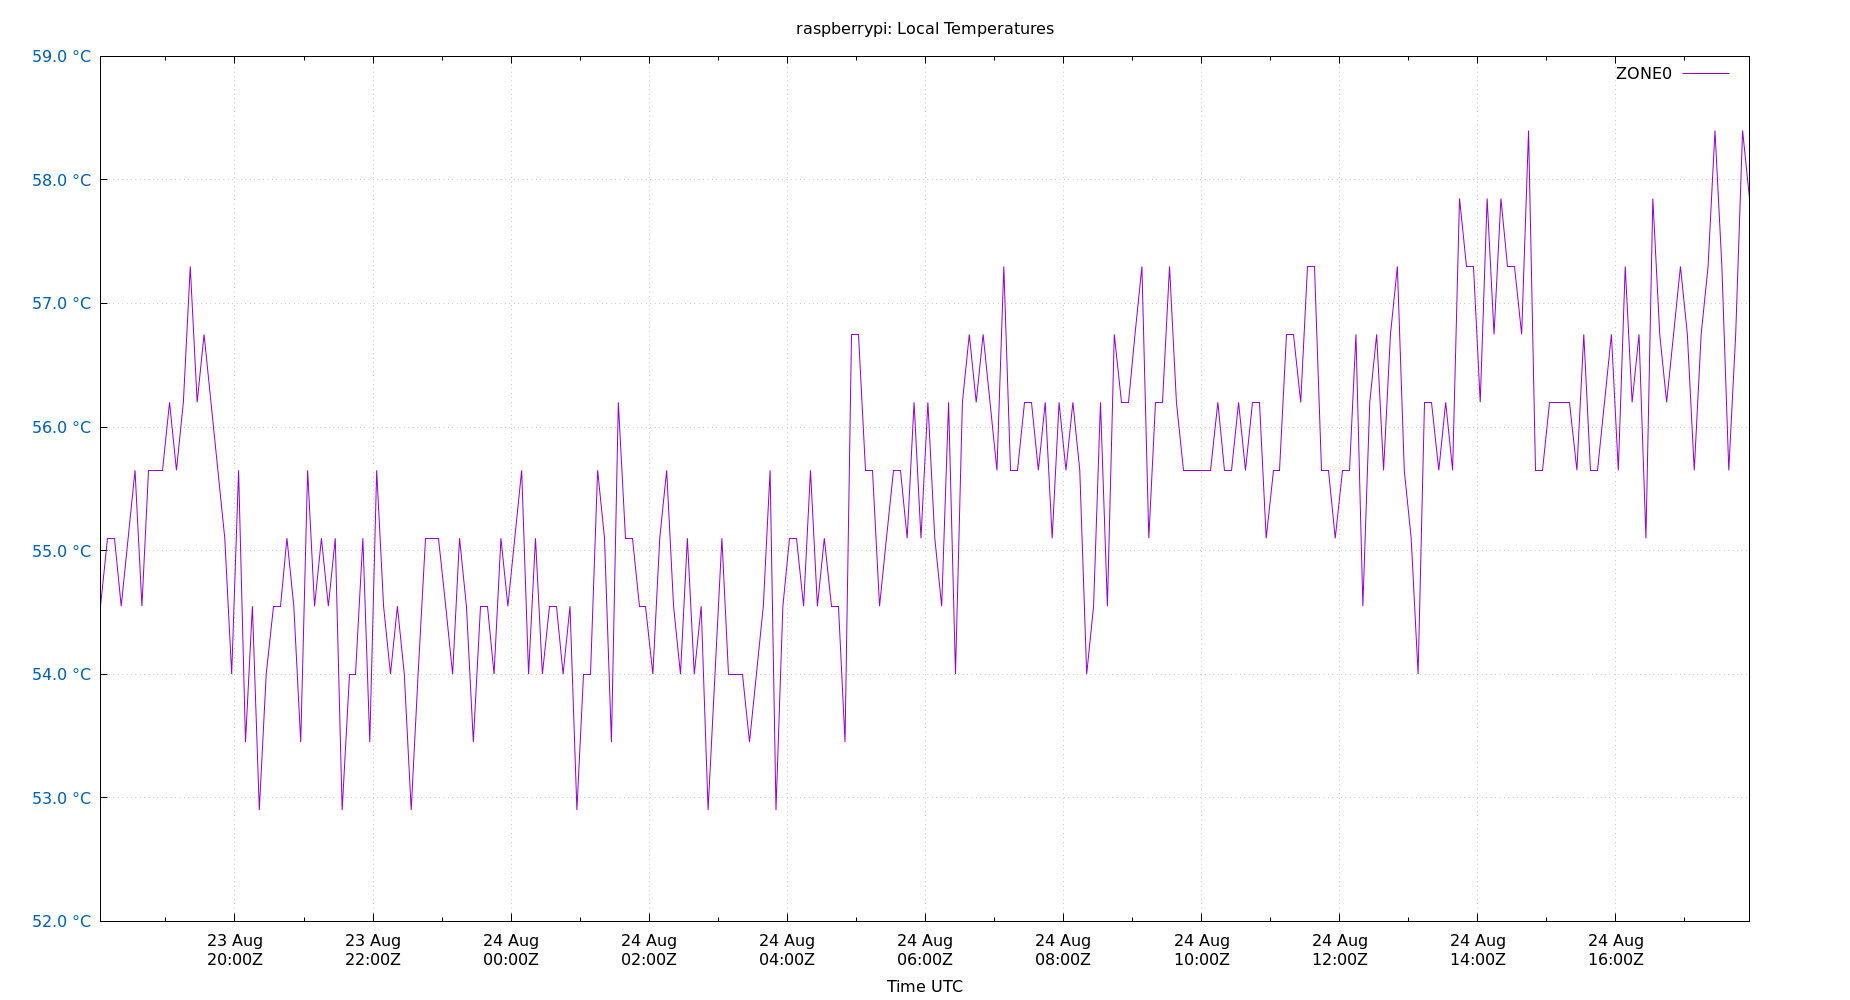 raspberrypi: Local Temperatures
59.0 °C
ZONE0
58.0 °C
57.0 °C
56.0 °C
55.0 °C
54.0 °C
53.0 °C
52.0 °C
23 Aug 23 Aug 24 Aug 24 Aug 24 Aug 24 Aug 24 Aug 24 Aug 24 Aug 24 Aug 24 Aug
20:00Z 22:00Z 00:00Z 02:00Z 04:00Z 06:00Z 08:00Z 10:00Z 12:00Z 14:00Z 16:00Z
Time UTC